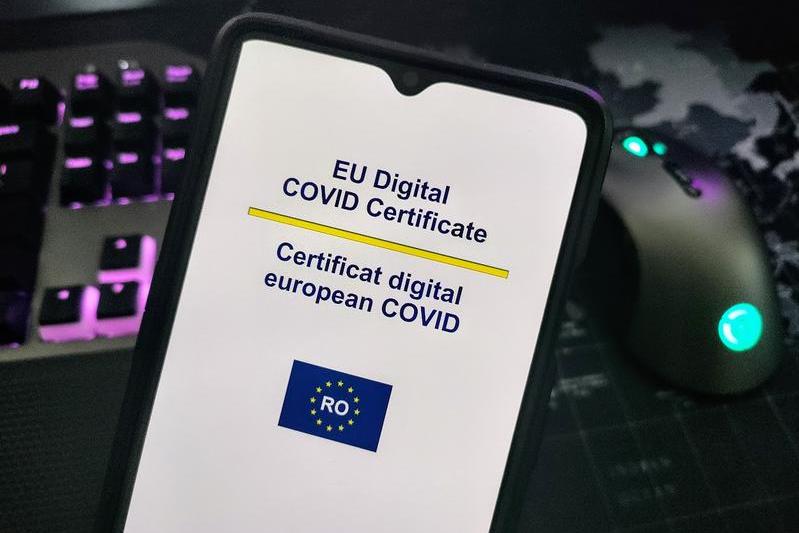 EU Digital
COVID Certificate
Certificat digital
european COVID
RO